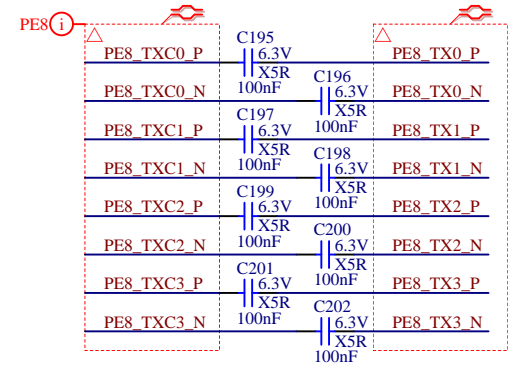 PE8 i
C195
PE8_TXC0_P 6.3V PE8_TX0_P
X5R
100nF C196
PE8_TXC0_N 6.3V PE8_TX0_N
X5R
C197 100nF
PE8_TXC1_P 6.3V PE8_TX1_P
X5R
100nF C198
PE8_TXC1_N 6.3V PE8_TX1_N
X5R
C199 100nF
PE8_TXC2_P 6.3V PE8_TX2_P
X5R
100nF C200
PE8_TXC2_N 6.3V PE8_TX2_N
X5R
C201 100nF
PE8_TXC3_P 6.3V PE8_TX3_P
X5R
100nF C202
PE8_TXC3_N 6.3V PE8_TX3_N
X5R
100nF